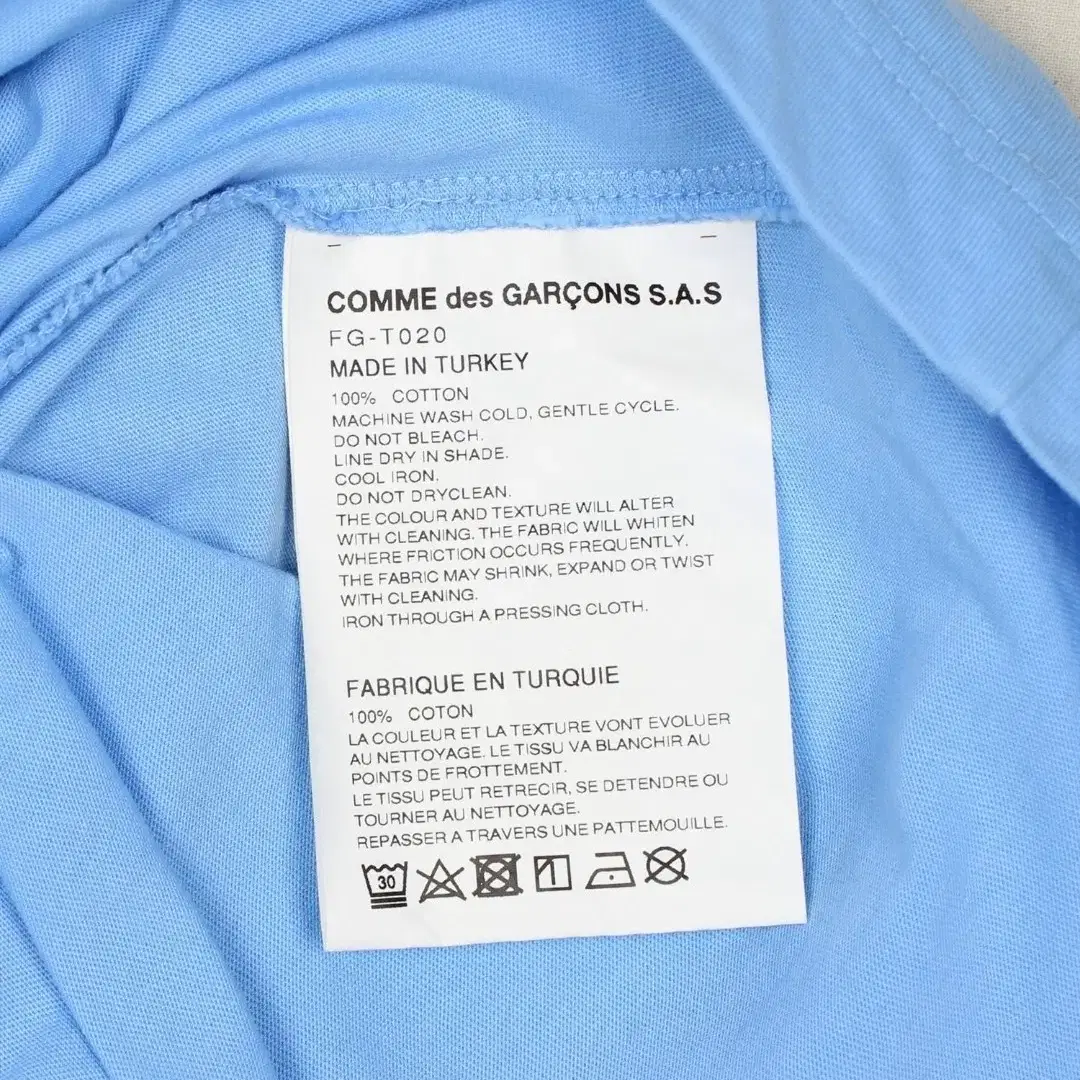 COMME des GARÇONS S.A.S
FG-T020
MADE IN TURKEY
100% COTTON
MACHINE WASH COLD, GENTLE CYCLE.
DO NOT BLEACH.
LINE DRY IN SHADE.
COOL IRON.
DO NOT DRYCLEAN.
THE COLOUR AND TEXTURE WILL ALTER
WITH CLEANING. THE FABRIC WILL WHITEN
WHERE FRICTION OCCURS FREQUENTLY.
THE FABRIC MAY SHRINK, EXPAND OR TWIST
WITH CLEANING.
IRON THROUGH A PRESSING CLOTH.
FABRIQUE EN TURQUIE
100% COTON
LA COULEUR ET LA TEXTURE VONT EVOLUER
AU NETTOYAGE. LE TISSU VA BLANCHIR AU
POINTS DE FROTTEMENT.
LE TISSU PEUT RETRECIR, SE DETENDRE OU
TOURNER AU NETTOYAGE.
REPASSER A TRAVERS UNE PATTEMOUILLE.
30